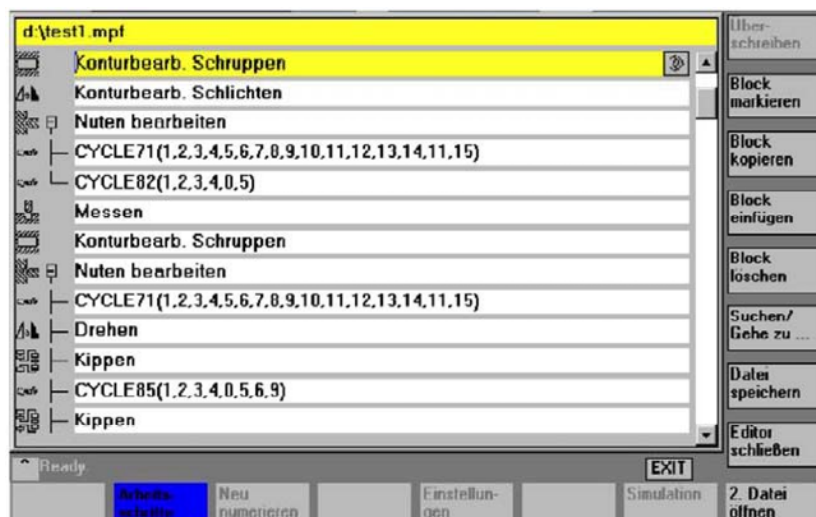 d:\test1.mpf
Konturbearb. Schruppen
Konturbearb. Schlichten
Nuten bearbeiten
CYCLE71(1,2,3,4,5,6,7,8,9,10,11,12,13,14,11,15)
CYCLE82(1,2,3,4,0,5)
Messen
Konturbearb. Schruppen
Nuten bearbeiten
CYCLE71(1,2,3,4,5,6,7,8,9,10,11,12,13,14,11,15)
Drehen
Kippen
CYCLE85(1,2,3,4,0,5,6,9)
Kippen
Ready.
EXIT
Über-
schreiben
Block
markieren
Block
kopieren
Block
einfügen
Block
löschen
Suchen/
Gehe zu ...
Datei
speichern
Editor
schließen
Arbeits-
schritte
Neu
numerieren
Einstellun-
gen
Simulation
2. Datei
öffnen